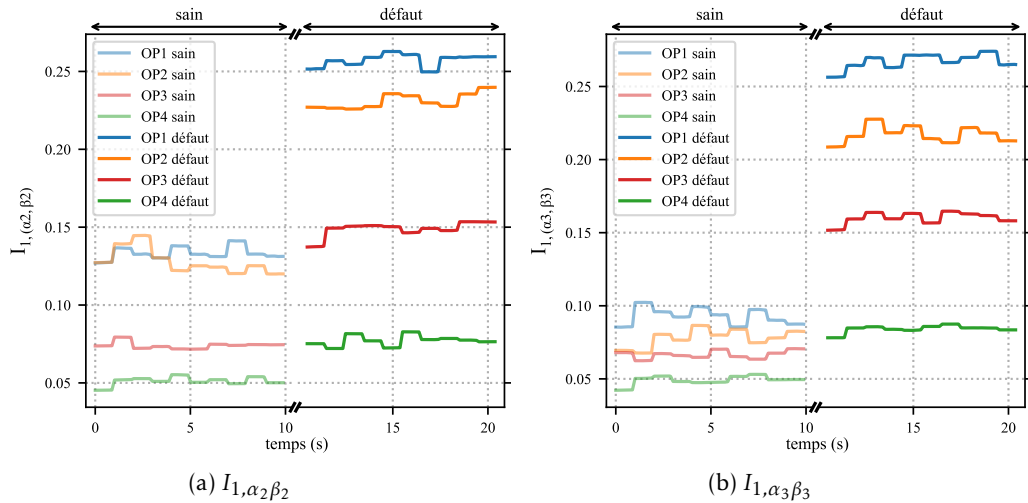 sain défaut
OP1 sain
OP2 sain
OP3 sain
OP4 sain
OP1 défaut
OP2 défaut
OP3 défaut
OP4 défaut
0.25
0.20
0.15
0.10
0.05
I1, (α2, β2)
0 5 10 15 20
temps (s)
(a) I1,α2β2
sain défaut
OP1 sain
OP2 sain
OP3 sain
OP4 sain
OP1 défaut
OP2 défaut
OP3 défaut
OP4 défaut
0.25
0.20
0.15
0.10
0.05
I1, (α3, β3)
0 5 10 15 20
temps (s)
(b) I1,α3β3